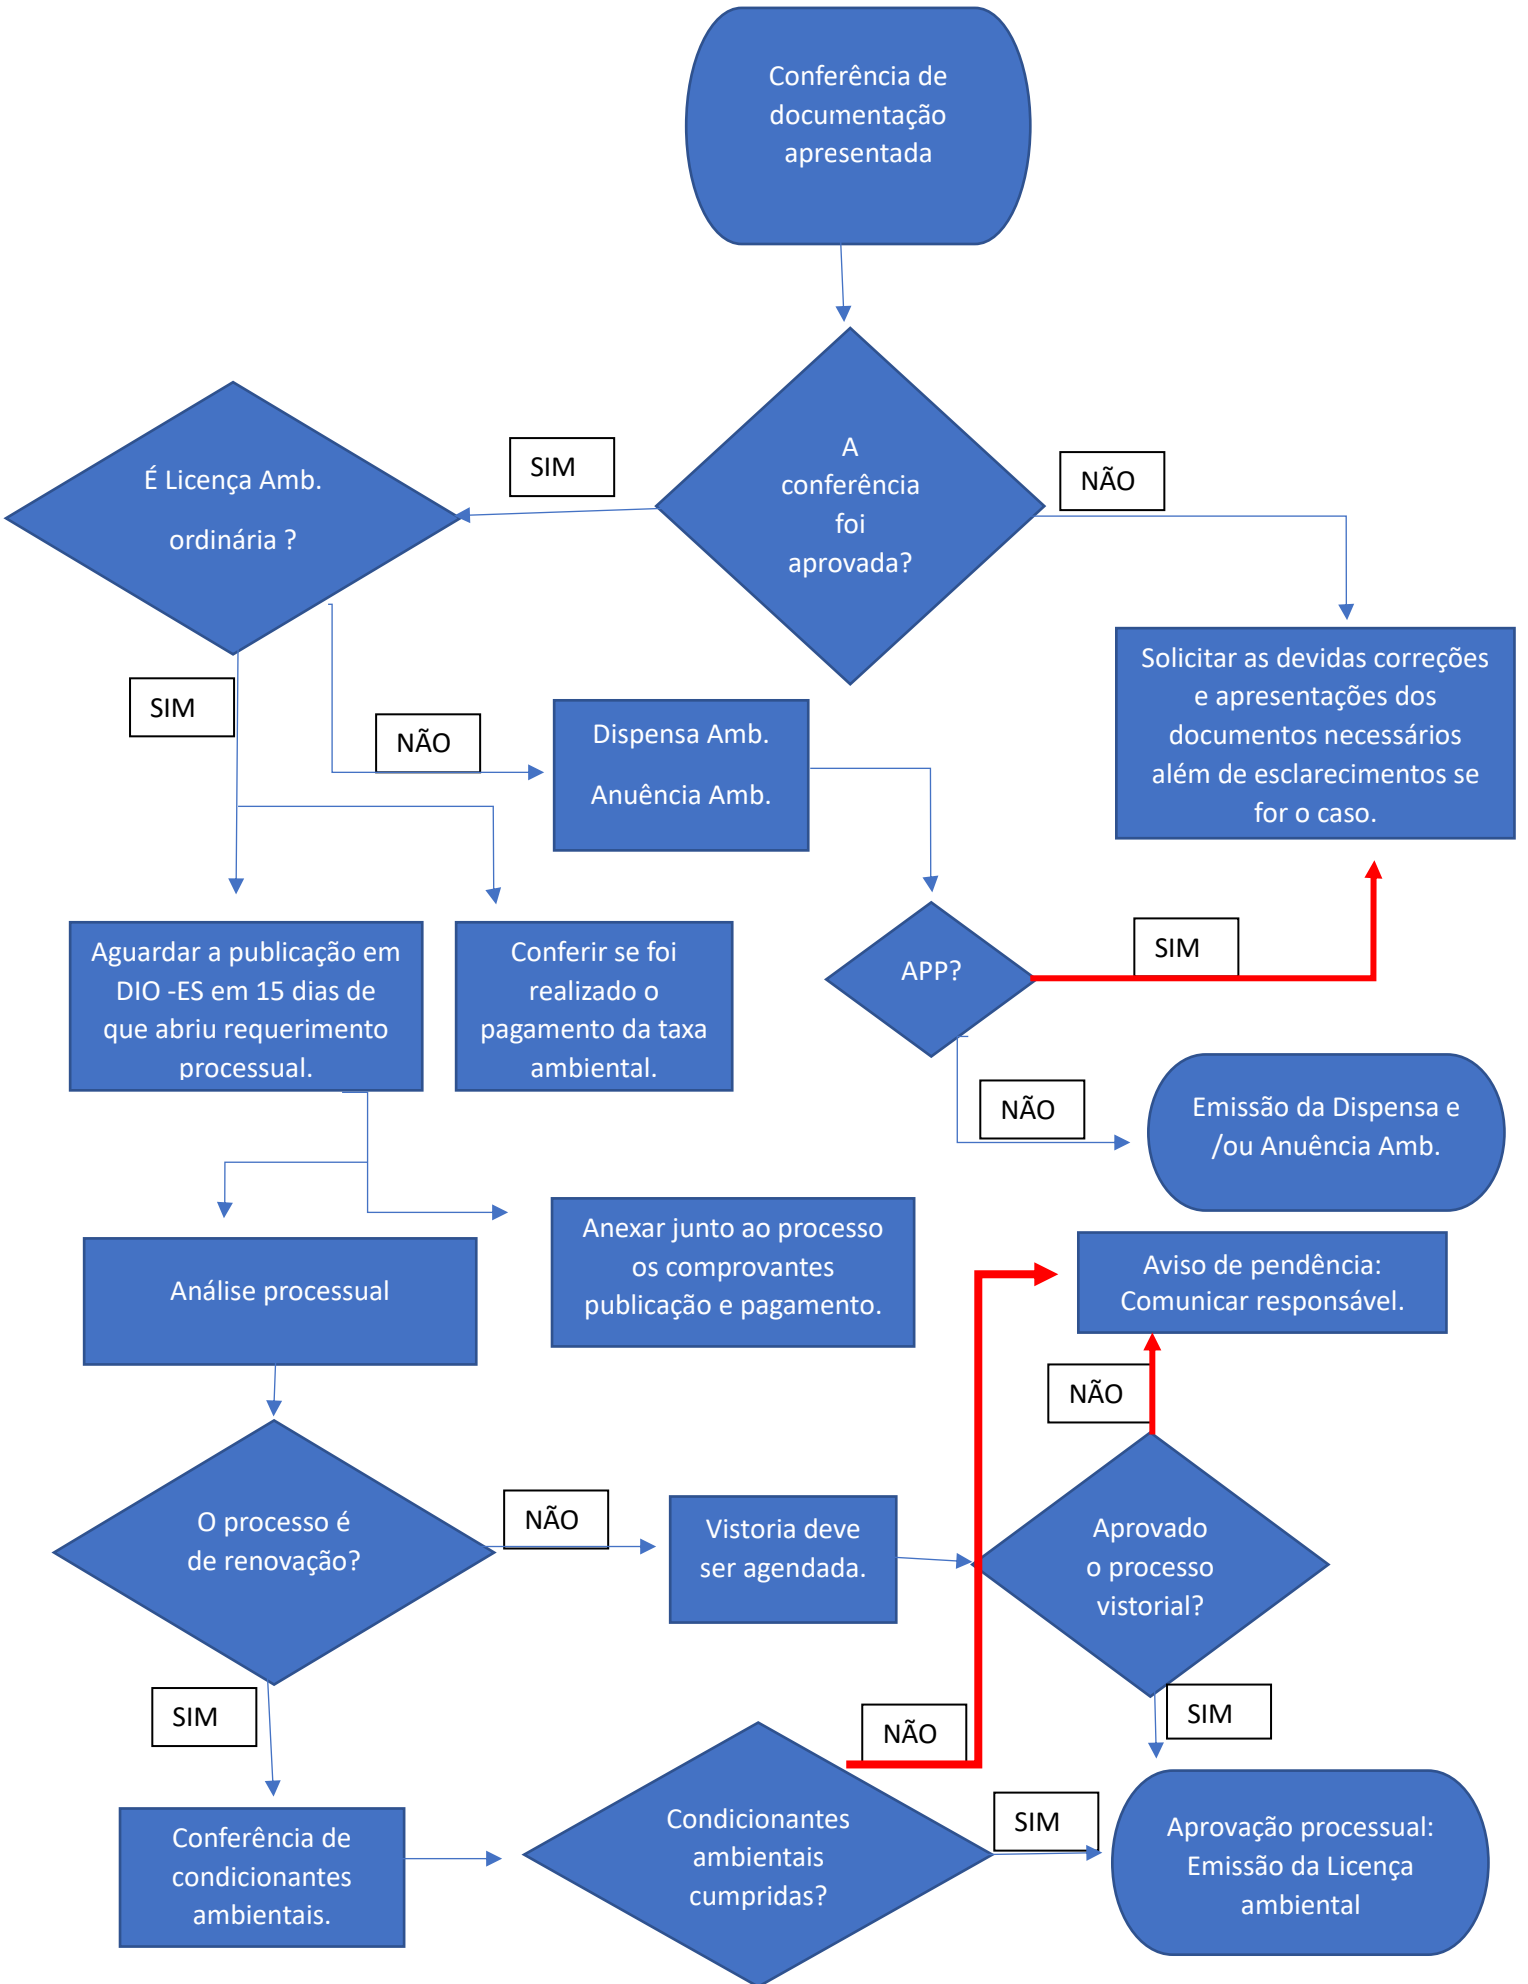 Conferência de
documentação
apresentada
A
conferência
foi
aprovada?
SIM
NÃO
É Licença Amb.
ordinária ?
SIM
NÃO
Dispensa Amb.
Anuência Amb.
Solicitar as devidas correções
e apresentações dos
documentos necessários
além de esclarecimentos se
for o caso.
Aguardar a publicação em
DIO -ES em 15 dias de
que abriu requerimento
processual.
Conferir se foi
realizado o
pagamento da taxa
ambiental.
APP?
SIM
NÃO
Emissão da Dispensa e
/ou Anuência Amb.
Análise processual
Anexar junto ao processo
os comprovantes
publicação e pagamento.
Aviso de pendência:
Comunicar responsável.
NÃO
O processo é
de renovação?
NÃO
Vistoria deve
ser agendada.
Aprovado
o processo
vistorial?
SIM
SIM
NÃO
Conferência de
condicionantes
ambientais.
Condicionantes
ambientais
cumpridas?
SIM
Aprovação processual:
Emissão da Licença
ambiental